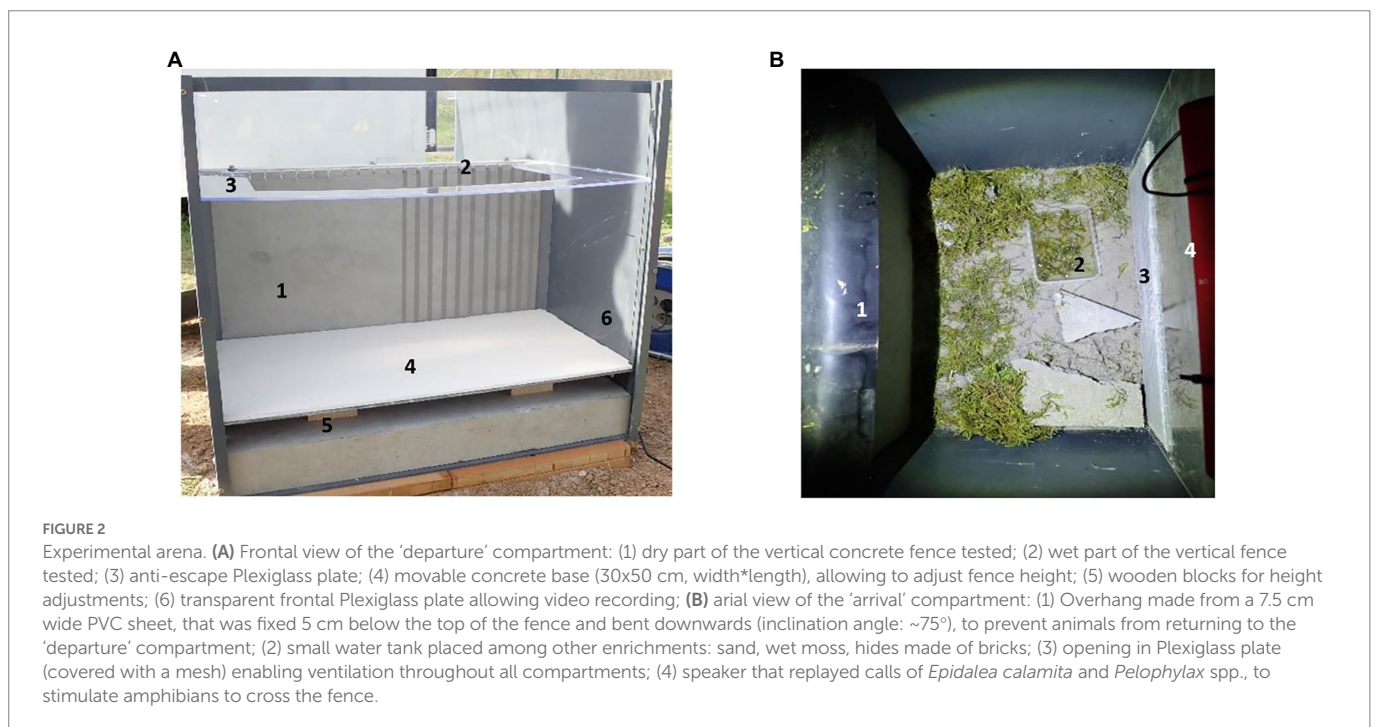 A
B
2
3
1
6
4
5
1
2
3
4
FIGURE 2
Experimental arena. (A) Frontal view of the ‘departure’ compartment: (1) dry part of the vertical concrete fence tested; (2) wet part of the vertical fence
tested; (3) anti-escape Plexiglass plate; (4) movable concrete base (30x50 cm, width*length), allowing to adjust fence height; (5) wooden blocks for height
adjustments; (6) transparent frontal Plexiglass plate allowing video recording; (B) arial view of the ‘arrival’ compartment: (1) Overhang made from a 7.5 cm
wide PVC sheet, that was fixed 5 cm below the top of the fence and bent downwards (inclination angle: ~75°), to prevent animals from returning to the
‘departure’ compartment; (2) small water tank placed among other enrichments: sand, wet moss, hides made of bricks; (3) opening in Plexiglass plate
(covered with a mesh) enabling ventilation throughout all compartments; (4) speaker that replayed calls of Epidalea calamita and Pelophylax spp., to
stimulate amphibians to cross the fence.